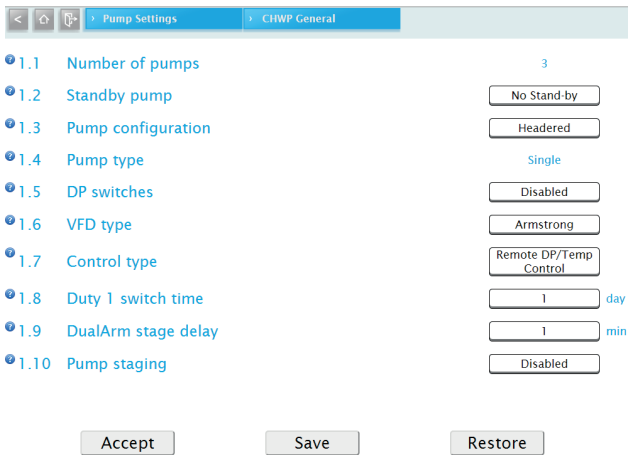 < › Pump Settings › CHWP General
? 1.1 Number of pumps 3
? 1.2 Standby pump No Stand-by
? 1.3 Pump configuration Headered
? 1.4 Pump type Single
? 1.5 DP switches Disabled
? 1.6 VFD type Armstrong
? 1.7 Control type Remote DP/Temp
Control
? 1.8 Duty 1 switch time 1 day
? 1.9 DualArm stage delay 1 min
? 1.10 Pump staging Disabled
Accept Save Restore